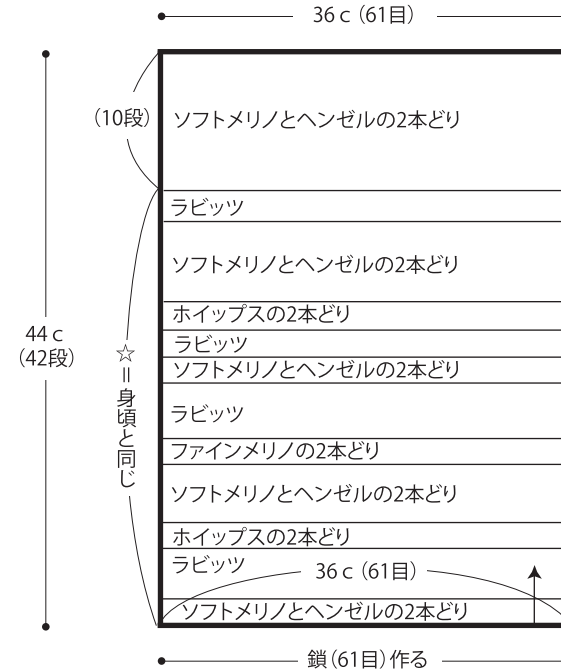 36 c (61目)
(10段)
ソフトメリノとヘンゼルの2本どり
ラビッツ
ソフトメリノとヘンゼルの2本どり
ホイップスの2本どり
ラビッツ
ソフトメリノとヘンゼルの2本どり
44 c
(42段)
☆=身頃と同じ
ラビッツ
ファインメリノの2本どり
ソフトメリノとヘンゼルの2本どり
ホイップスの2本どり
ラビッツ
36 c (61目)
ソフトメリノとヘンゼルの2本どり
鎖(61目)作る